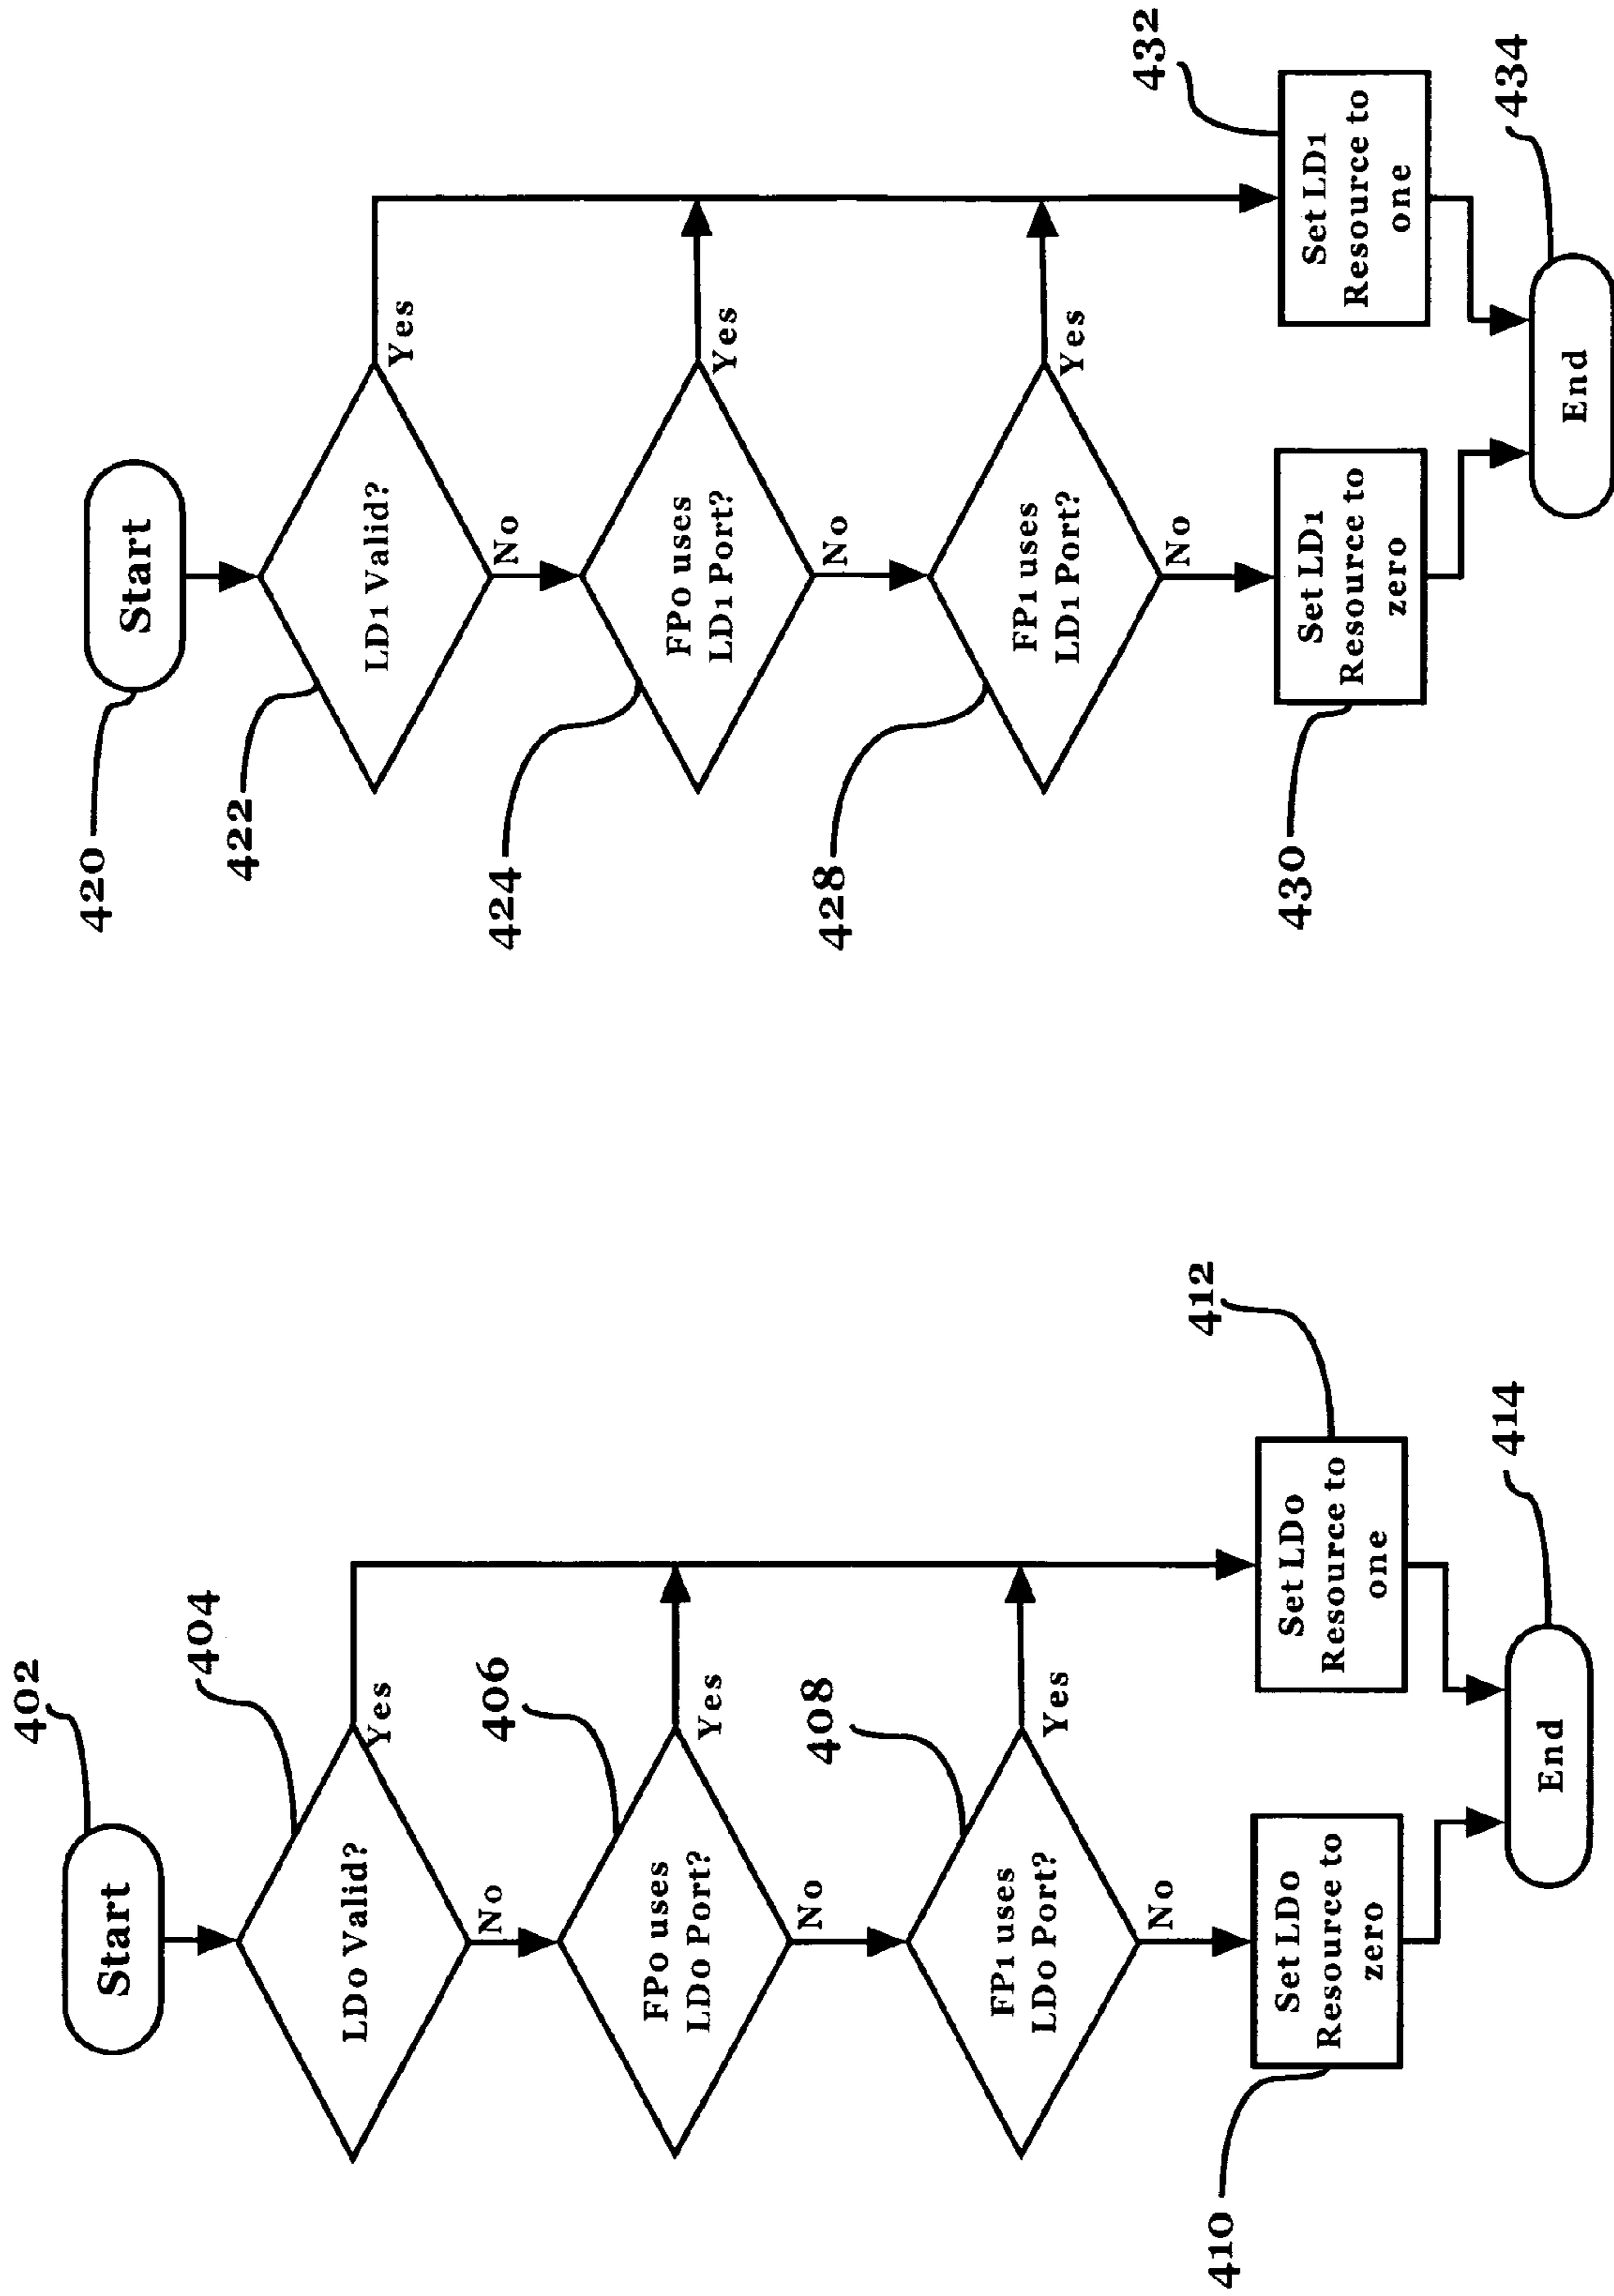 402
Start
404
LD0 Valid?
Yes
No
406
FP0 uses
LD0 Port?
Yes
No
408
FP1 uses
LD0 Port?
Yes
No
410
Set LD0
Resource to
zero
412
Set LD0
Resource to
one
414
End
420
Start
422
LD1 Valid?
Yes
No
424
FP0 uses
LD1 Port?
Yes
No
428
FP1 uses
LD1 Port?
Yes
No
430
Set LD1
Resource to
zero
432
Set LD1
Resource to
one
434
End